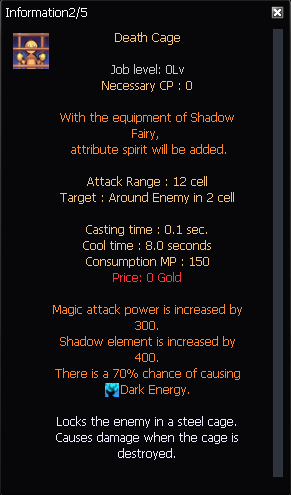 Information2/5
Death Cage
Job level: 0Lv
Necessary CP : 0
With the equipment of Shadow
Fairy,
attribute spirit will be added.
Attack Range : 12 cell
Target : Around Enemy in 2 cell
Casting time : 0.1 sec.
Cool time : 8.0 seconds
Consumption MP : 150
Price: 0 Gold
Magic attack power is increased by
300.
Shadow element is increased by
400.
There is a 70% chance of causing
Dark Energy.
Locks the enemy in a steel cage.
Causes damage when the cage is
destroyed.